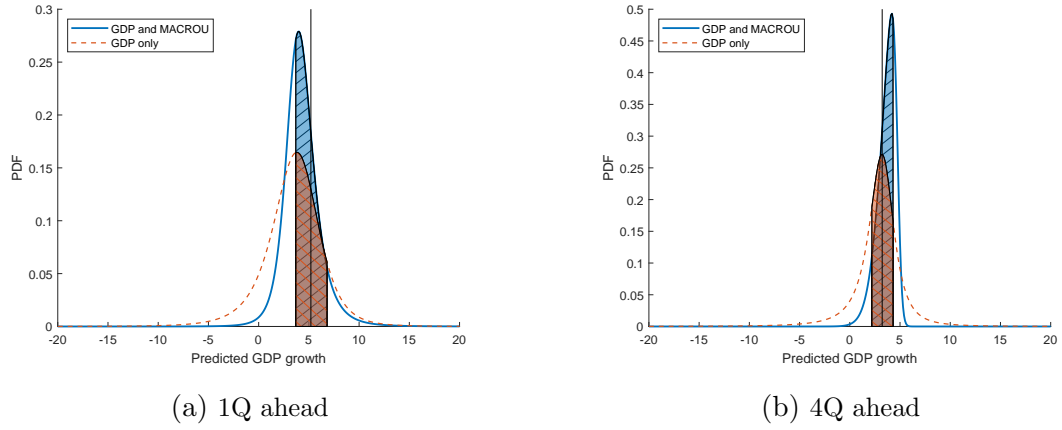 GDP and MACROU
GDP only
0.3
0.25
0.2
0.15
0.1
0.05
0
PDF
-20 -15 -10 -5 0 5 10 15 20
Predicted GDP growth
(a) 1Q ahead
GDP and MACROU
GDP only
0.5
0.45
0.4
0.35
0.3
0.25
0.2
0.15
0.1
0.05
0
PDF
-20 -15 -10 -5 0 5 10 15 20
Predicted GDP growth
(b) 4Q ahead